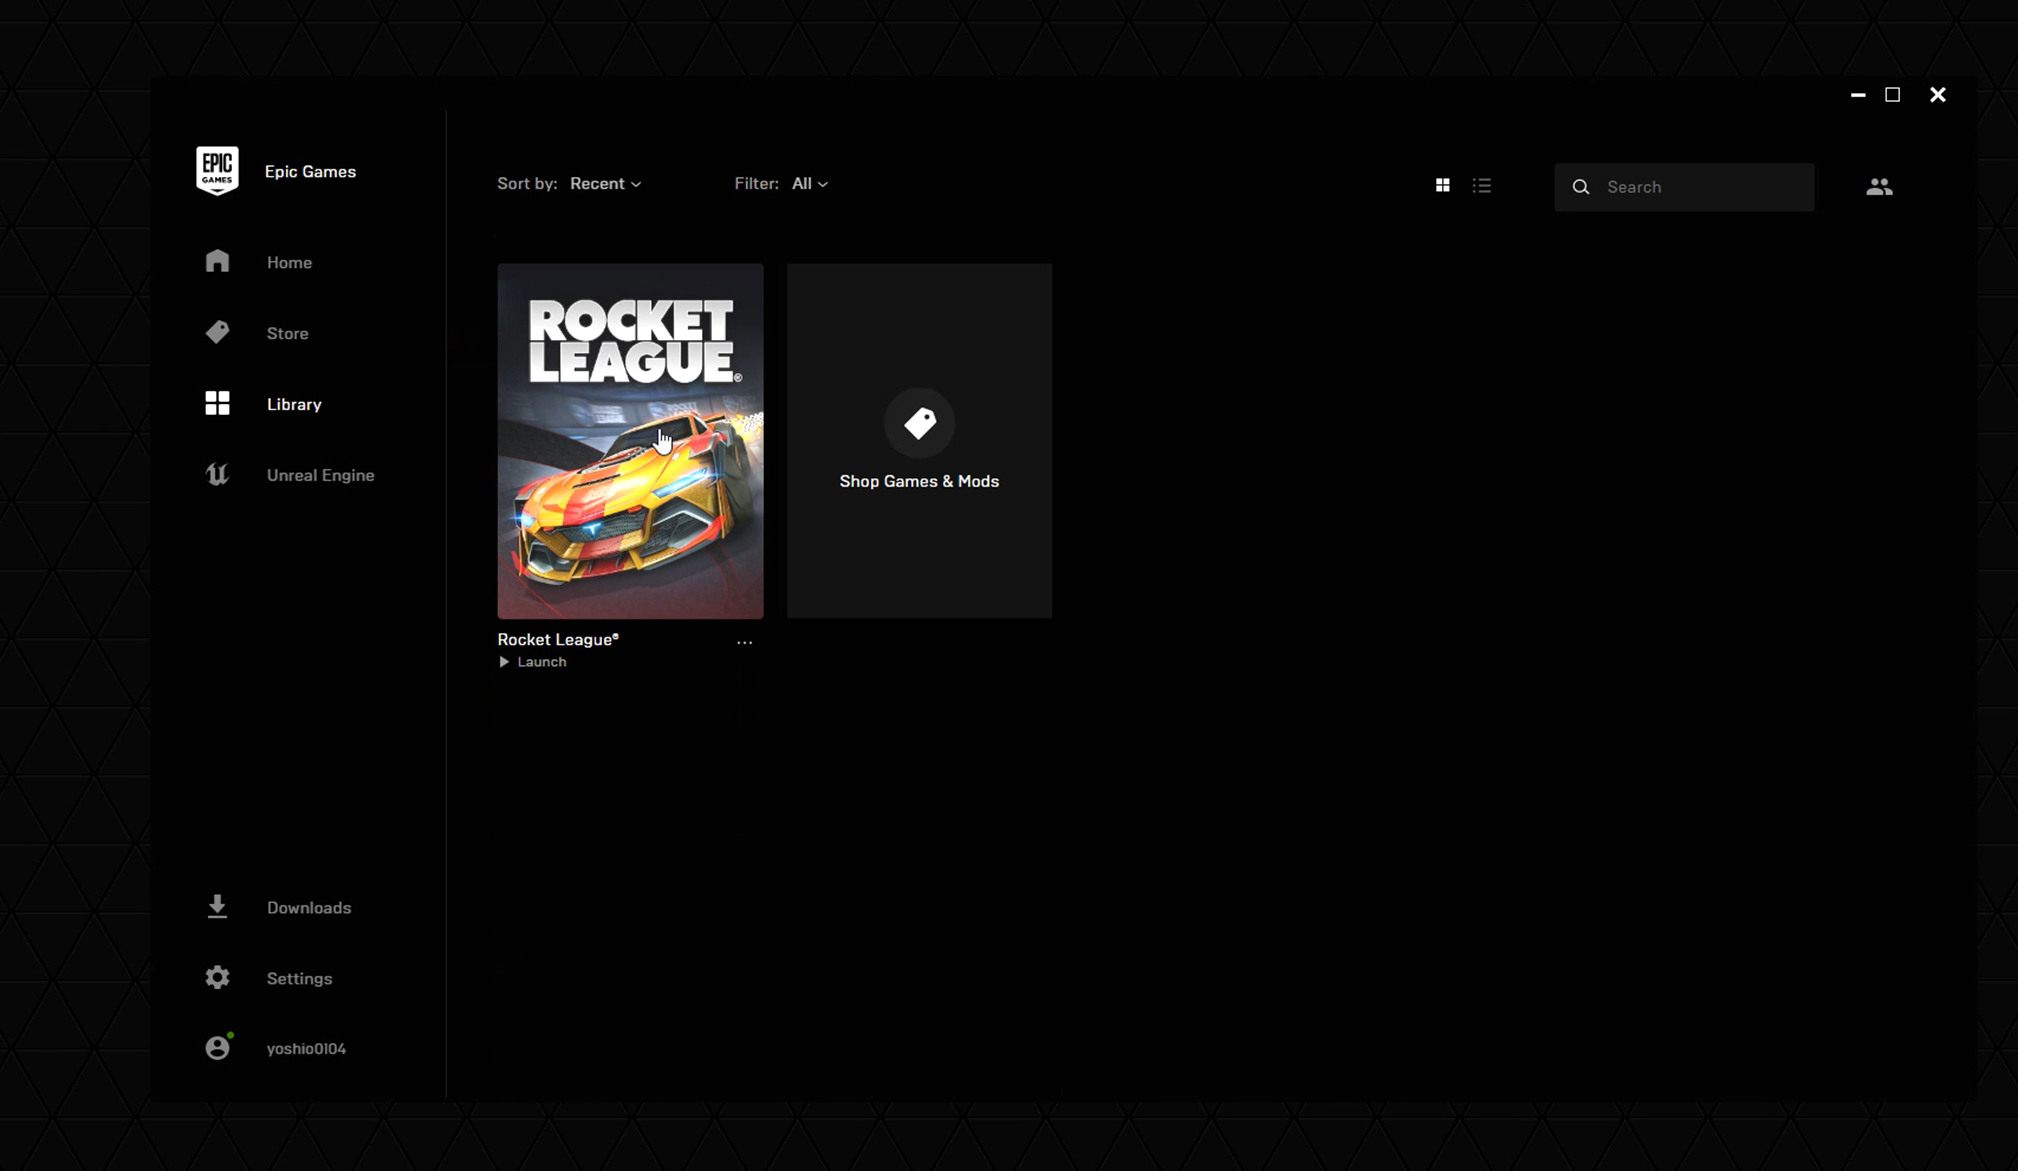 EPIC
GAMES
Epic Games
Home
Store
Library
Unreal Engine
Downloads
Settings
yoshio0104
Sort by: Recent
Filter: All
Search
ROCKET
LEAGUE®
Rocket League®
Launch
Shop Games & Mods